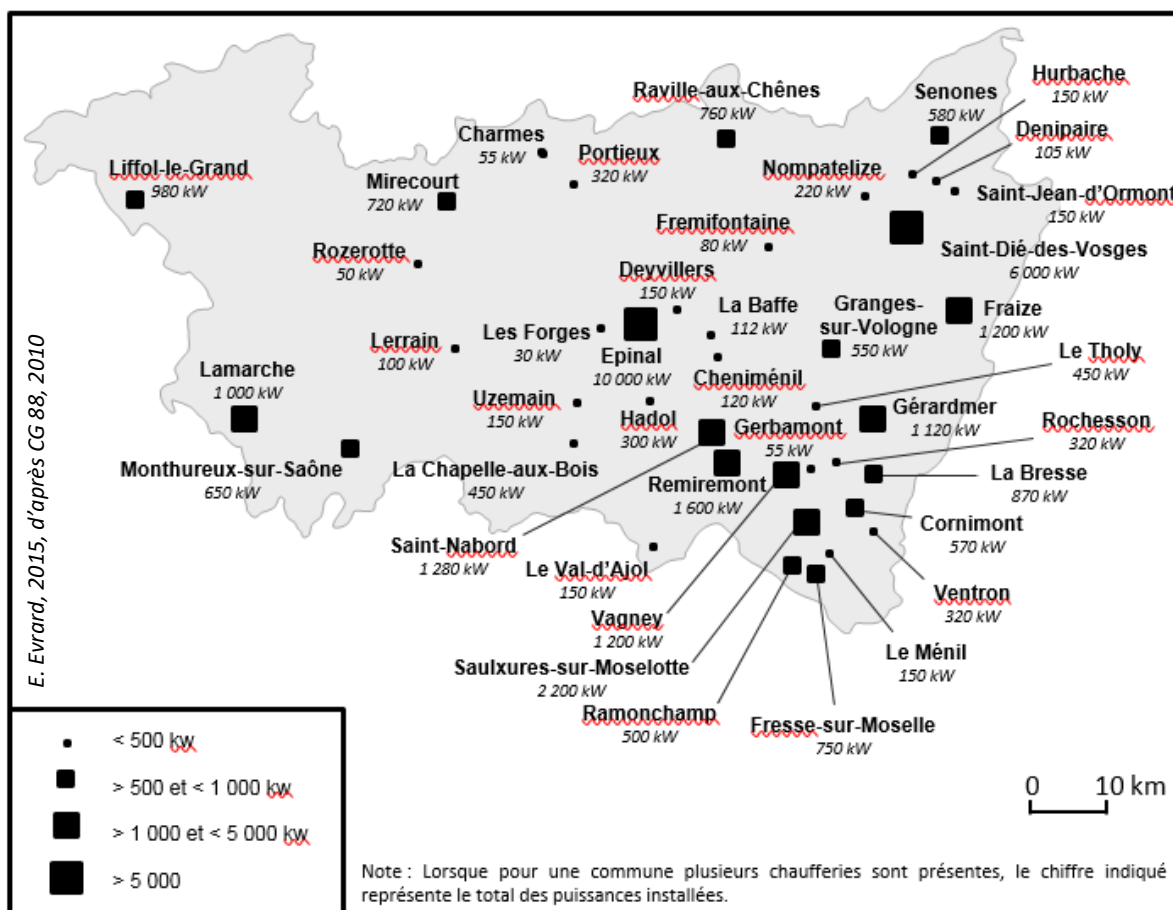 Hurbache
150 kW
Raville-aux-Chênes
760 kW
Senones
580 kW
Denipaire
105 kW
Charmes
55 kW
Portieux
320 kW
Nompatelize
220 kW
Liffol-le-Grand
980 kW
Mirecourt
720 kW
Saint-Jean-d'Ormont
150 kW
Fremifontaine
80 kW
Rozerotte
50 kW
Saint-Dié-des-Vosges
6 000 kW
Deyvillers
150 kW
La Baffe
112 kW
Granges-
sur-Vologne
550 kW
Fraize
1 200 kW
Les Forges
30 kW
Lerrain
100 kW
Epinal
10 000 kW
Le Tholy
450 kW
Lamarche
1 000 kW
Cheniménil
120 kW
Uzemain
150 kW
Hadol
300 kW
Gerbamont
55 kW
Gérardmer
1 120 kW
Rochesson
320 kW
Monthureux-sur-Saône
650 kW
La Chapelle-aux-Bois
450 kW
Remiremont
1 600 kW
La Bresse
870 kW
Cornimont
570 kW
Saint-Nabord
1 280 kW
Le Val-d'Ajol
150 kW
Ventron
320 kW
Vagney
1 200 kW
Le Ménil
150 kW
Saulxures-sur-Moselotte
2 200 kW
Ramonchamp
500 kW
Fresse-sur-Moselle
750 kW
E. Evrard, 2015, d'après CG 88, 2010
< 500 kw
> 500 et < 1 000 kw
> 1 000 et < 5 000 kw
> 5 000
0 10 km
Note : Lorsque pour une commune plusieurs chaufferies sont présentes, le chiffre indiqué
représente le total des puissances installées.